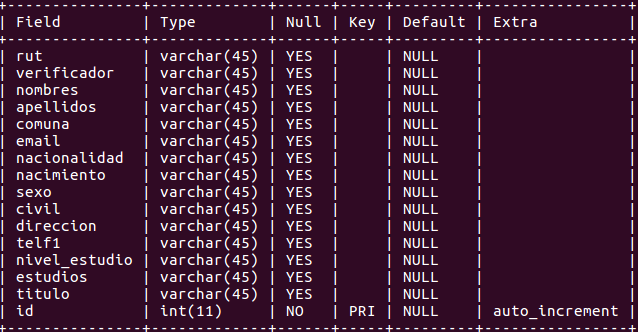 +---------------+-------------+------+-----+---------+----------------+
| Field         | Type        | Null | Key | Default | Extra          |
+---------------+-------------+------+-----+---------+----------------+
| rut           | varchar(45) | YES  |     | NULL    |                |
| verificador   | varchar(45) | YES  |     | NULL    |                |
| nombres       | varchar(45) | YES  |     | NULL    |                |
| apellidos     | varchar(45) | YES  |     | NULL    |                |
| comuna        | varchar(45) | YES  |     | NULL    |                |
| email         | varchar(45) | YES  |     | NULL    |                |
| nacionalidad  | varchar(45) | YES  |     | NULL    |                |
| nacimiento    | varchar(45) | YES  |     | NULL    |                |
| sexo          | varchar(45) | YES  |     | NULL    |                |
| civil         | varchar(45) | YES  |     | NULL    |                |
| direccion     | varchar(45) | YES  |     | NULL    |                |
| telf1         | varchar(45) | YES  |     | NULL    |                |
| nivel_estudio | varchar(45) | YES  |     | NULL    |                |
| estudios      | varchar(45) | YES  |     | NULL    |                |
| titulo        | varchar(45) | YES  |     | NULL    |                |
| id            | int(11)     | NO   | PRI | NULL    | auto_increment |
+---------------+-------------+------+-----+---------+----------------+